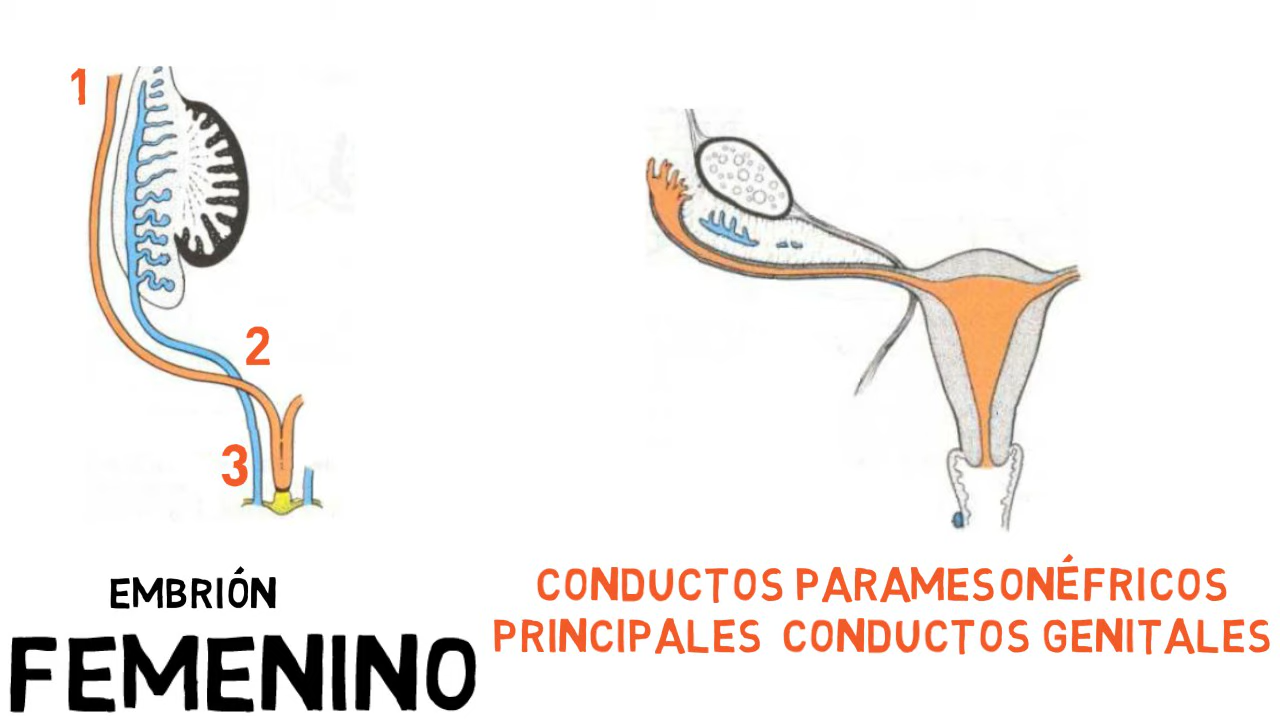 1
2
3
EMBRIÓN
FEMENINO
CONDUCTOS PARAMESONÉFRICOS
PRINCIPALES CONDUCTOS GENITALES